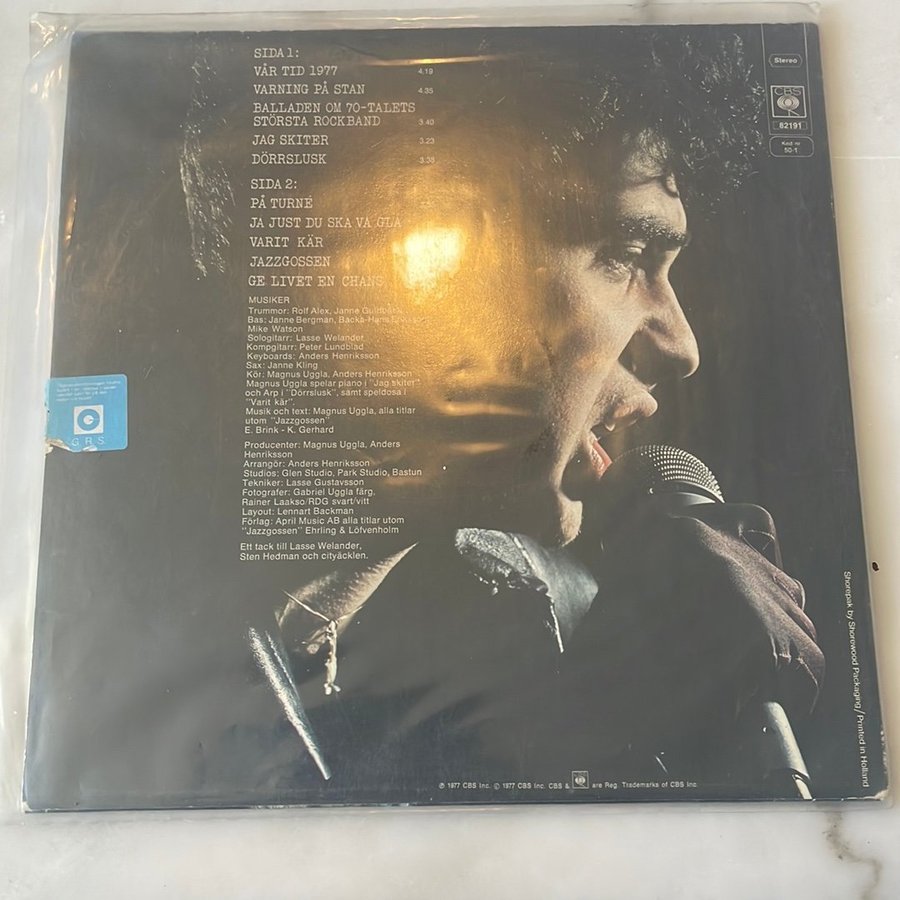 SIDA 1:
VÅR TID 1977 4.19
VARNING PÅ STAN 4.35
BALLADEN OM 70-TALETS
STÖRSTA ROCKBAND 3.40
JAG SKITER 3.23
DÖRRSLUSK 3.38
SIDA 2:
PÅ TURNÉ
JA JUST DU SKA VA GLA
VARIT KÄR
JAZZGOSSEN
GE LIVET EN CHANS
MUSIKER
Trummor: Rolf Alex, Janne
Bas: Janne Bergman, Backa-Hans
Mike Watson
Sologitarr: Lasse Welander
Kompgitarr: Peter Lundblad
Keyboards: Anders Henriksson
Sax: Janne Kling
Kör: Magnus Uggla, Anders Henriksson
Magnus Uggla spelar piano i "Jag skiter"
och Arp i "Dörrslusk", samt speldosa i
"Varit kär".
Musik och text: Magnus Uggla, alla titlar
utom "Jazzgossen"
E. Brink - K. Gerhard
Producenter: Magnus Uggla, Anders
Henriksson
Arrangör: Anders Henriksson
Studios: Glen Studio, Park Studio, Bastun
Tekniker: Lasse Gustavsson
Fotografer: Gabriel Uggla färg,
Rainer Laakso/RDG svart/vitt
Layout: Lennart Backman
Förlag: April Music AB alla titlar utom
"Jazzgossen" Ehrling & Löfvenholm
Ett tack till Lasse Welander,
Sten Hedman och cityäcklen.
Stereo
CBS
82191
Kod nr
50-1
G.R.S.
Shorepak by Shorewood Packaging/Printed in Holland
℗ 1977 CBS Inc. © 1977 CBS Inc. CBS & CBS are Reg. Trademarks of CBS Inc.